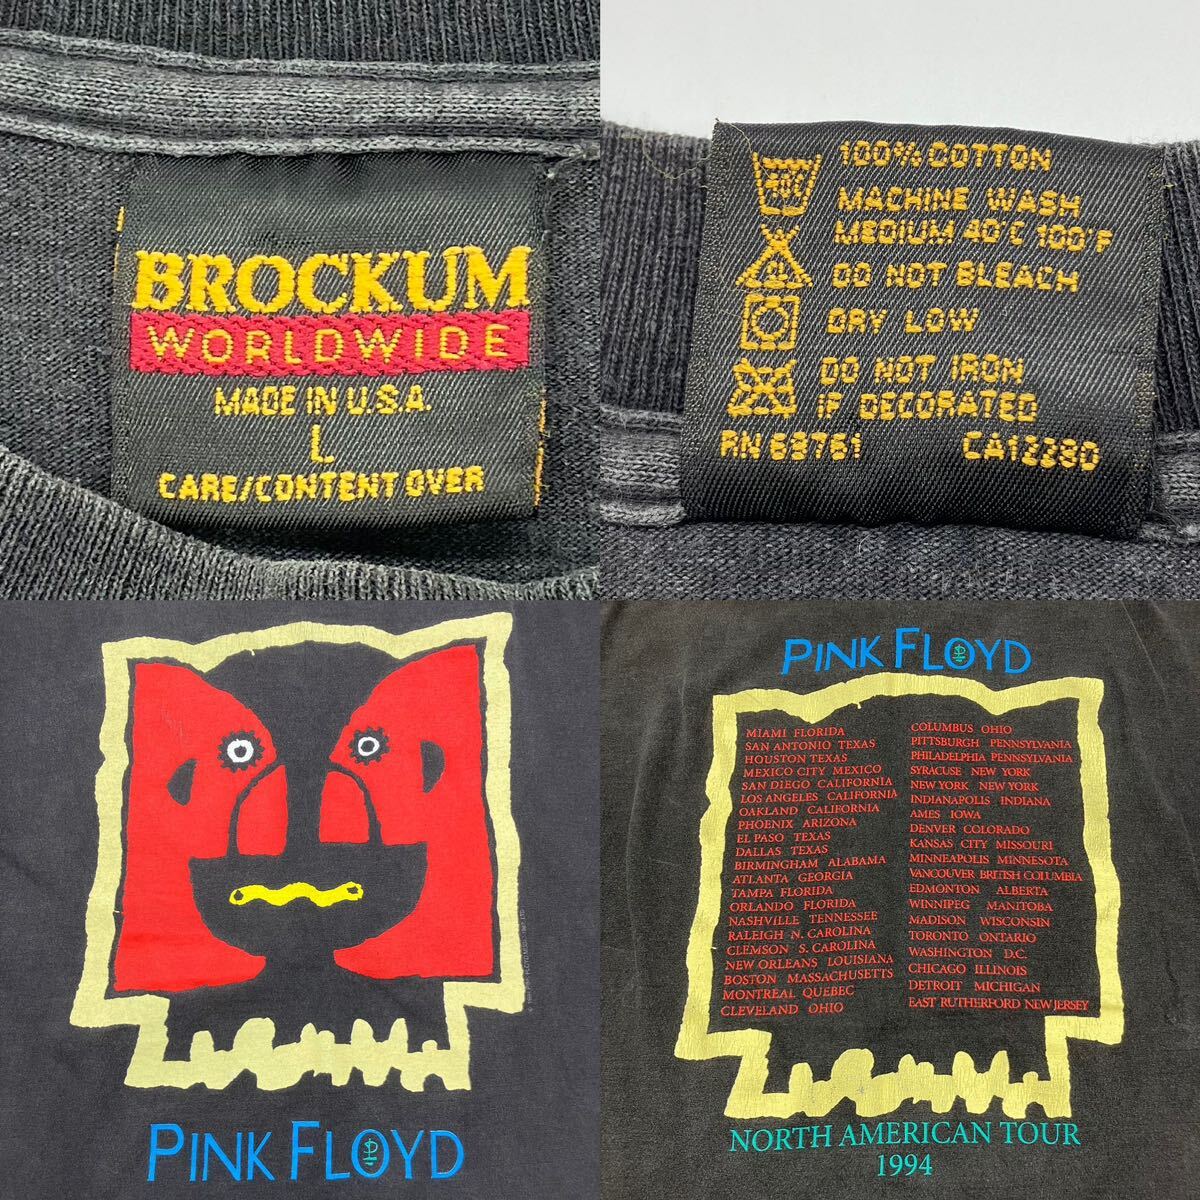 BROCKUM
WORLDWIDE
MADE IN U.S.A.
L
CARE/CONTENT OVER
100% COTTON
MACHINE WASH
MEDIUM 40°C 100°F
DO NOT BLEACH
DRY LOW
DO NOT IRON
IF DECORATED
RN 68761 CA12280
PINK FLOYD
PINK FLOYD
MIAMI FLORIDA
SAN ANTONIO TEXAS
HOUSTON TEXAS
MEXICO CITY MEXICO
SAN DIEGO CALIFORNIA
LOS ANGELES CALIFORNIA
OAKLAND CALIFORNIA
PHOENIX ARIZONA
EL PASO TEXAS
DALLAS TEXAS
BIRMINGHAM ALABAMA
ATLANTA GEORGIA
TAMPA FLORIDA
ORLANDO FLORIDA
NASHVILLE TENNESSEE
RALEIGH N. CAROLINA
CLEMSON S. CAROLINA
NEW ORLEANS LOUISIANA
BOSTON MASSACHUSETTS
MONTREAL QUEBEC
CLEVELAND OHIO
COLUMBUS OHIO
PITTSBURGH PENNSYLVANIA
PHILADELPHIA PENNSYLVANIA
SYRACUSE NEW YORK
NEW YORK NEW YORK
INDIANAPOLIS INDIANA
AMES IOWA
DENVER COLORADO
KANSAS CITY MISSOURI
MINNEAPOLIS MINNESOTA
VANCOUVER BRITISH COLUMBIA
EDMONTON ALBERTA
WINNIPEG MANITOBA
MADISON WISCONSIN
TORONTO ONTARIO
WASHINGTON D.C.
CHICAGO ILLINOIS
DETROIT MICHIGAN
EAST RUTHERFORD NEW JERSEY
NORTH AMERICAN TOUR
1994